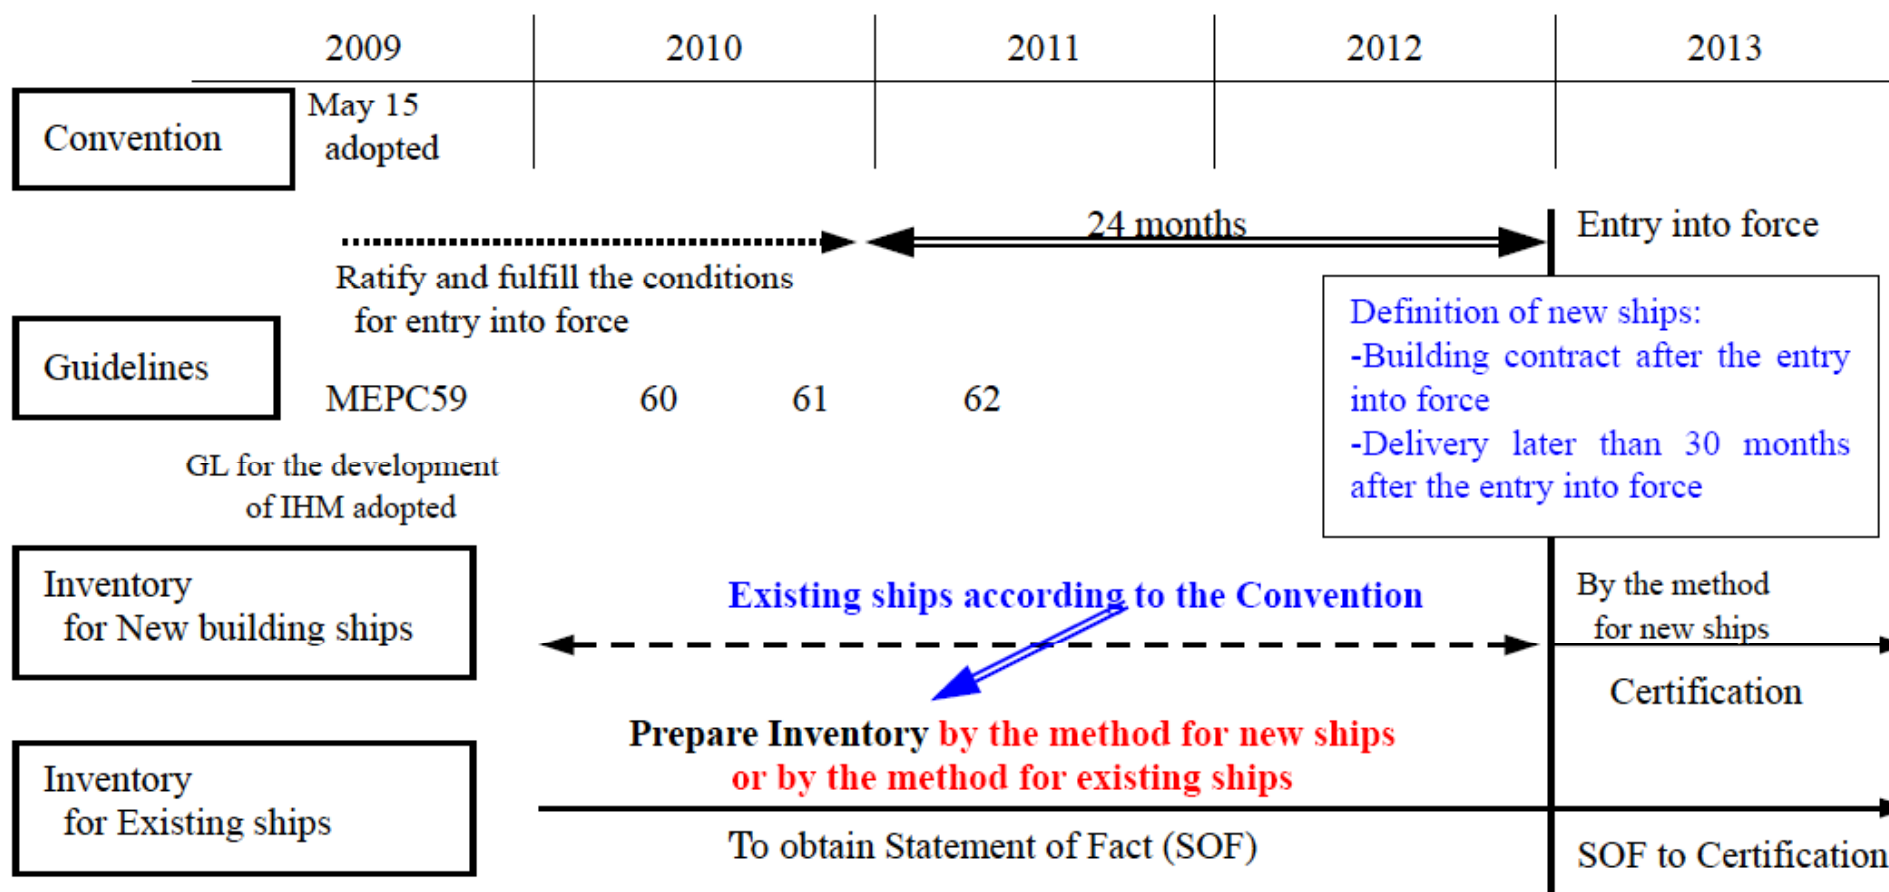 2009 2010 2011 2012 2013
Convention
May 15
adopted
24 months
Entry into force
Ratify and fulfill the conditions
for entry into force
Definition of new ships:
-Building contract after the entry
into force
-Delivery later than 30 months
after the entry into force
Guidelines
MEPC59 60 61 62
GL for the development
of IHM adopted
Inventory
for New building ships
Existing ships according to the Convention
By the method
for new ships
Certification
Prepare Inventory by the method for new ships
or by the method for existing ships
Inventory
for Existing ships
To obtain Statement of Fact (SOF)
SOF to Certification